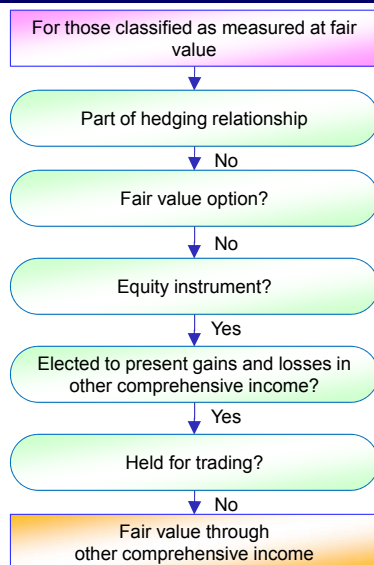 For those classified as measured at fair
value
Part of hedging relationship
No
Fair value option?
No
Equity instrument?
Yes
Elected to present gains and losses in
other comprehensive income?
Yes
Held for trading?
No
Fair value through
other comprehensive income